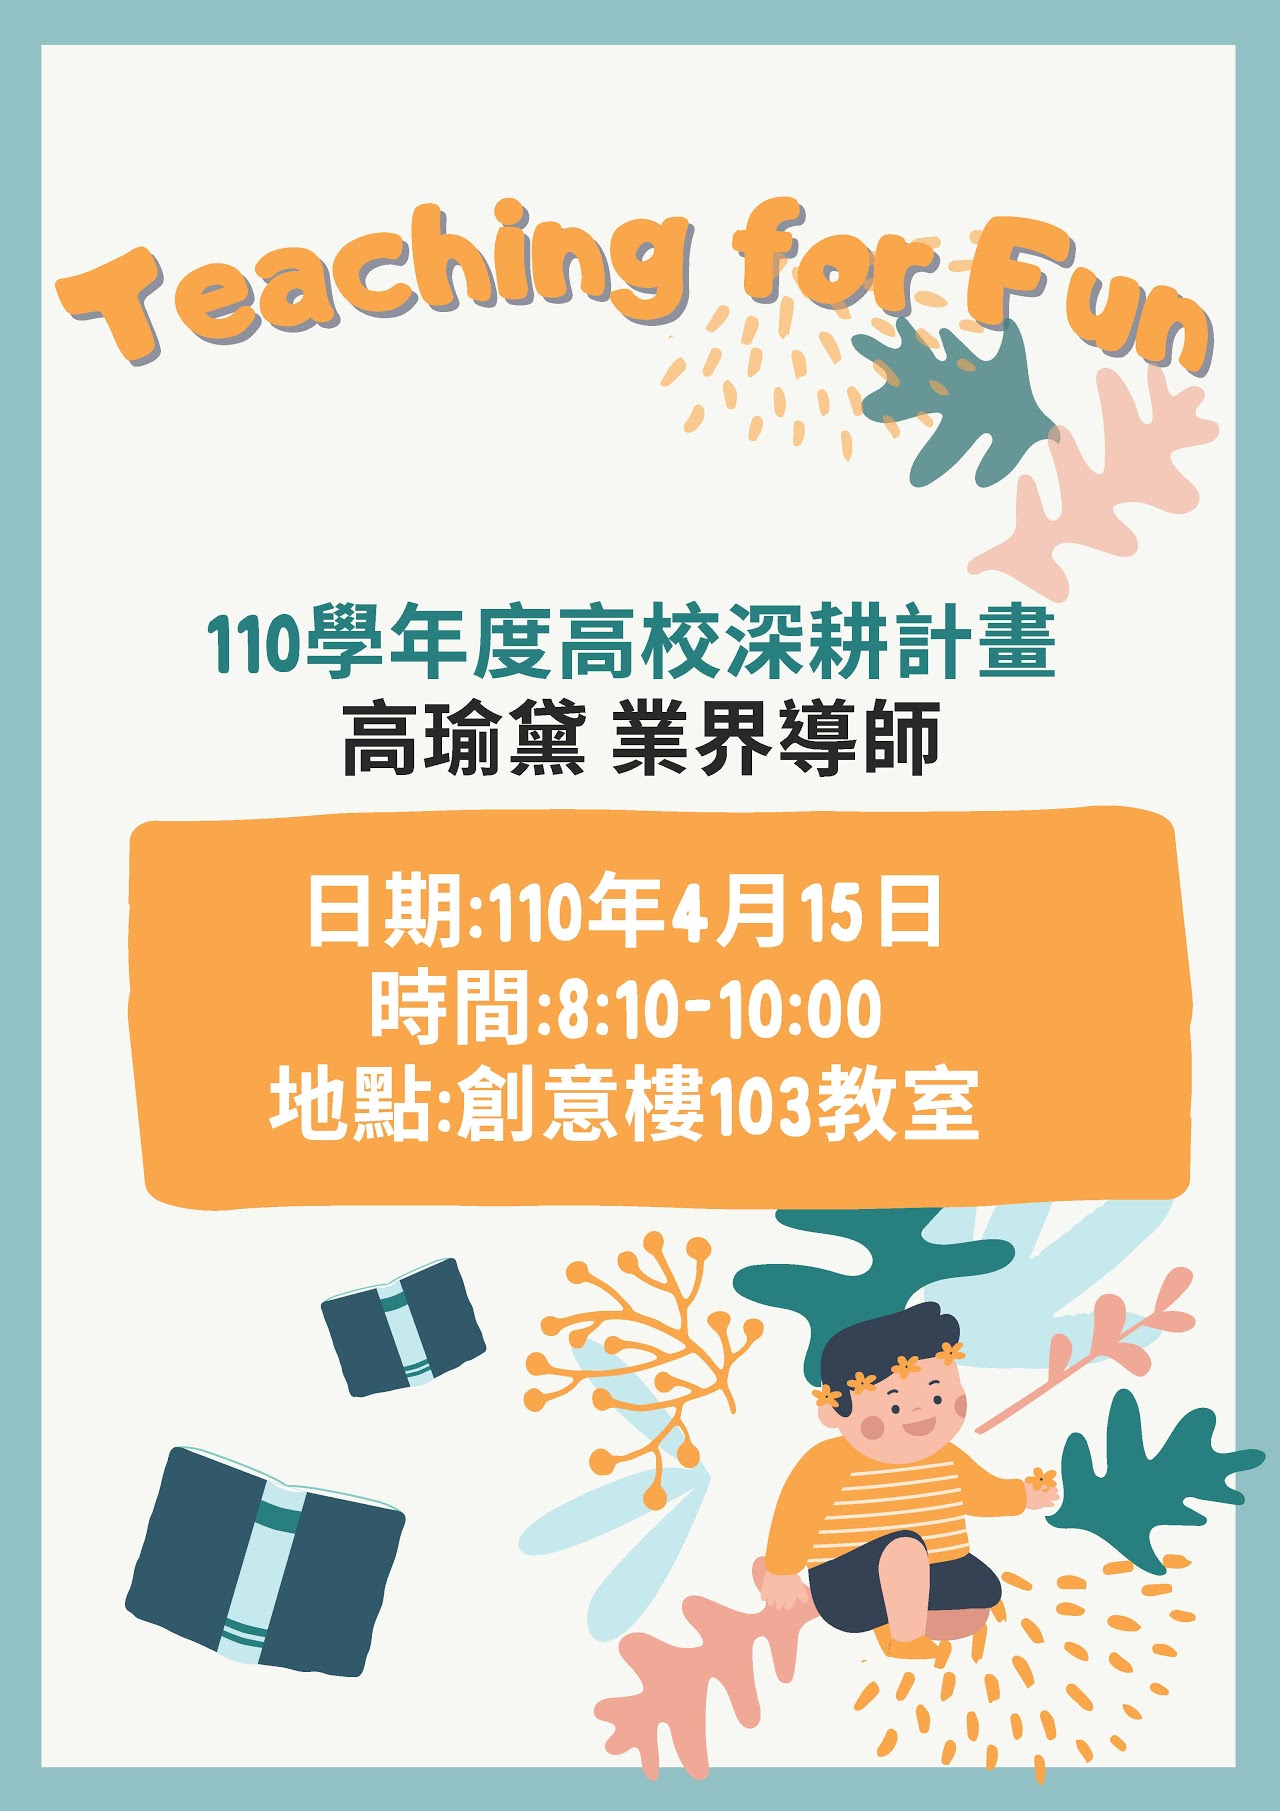 Teaching for Fun
110學年度高校深耕計畫
高瑜黛 業界導師
日期:110年4月15日
時間:8:10-10:00
地點:創意樓103教室